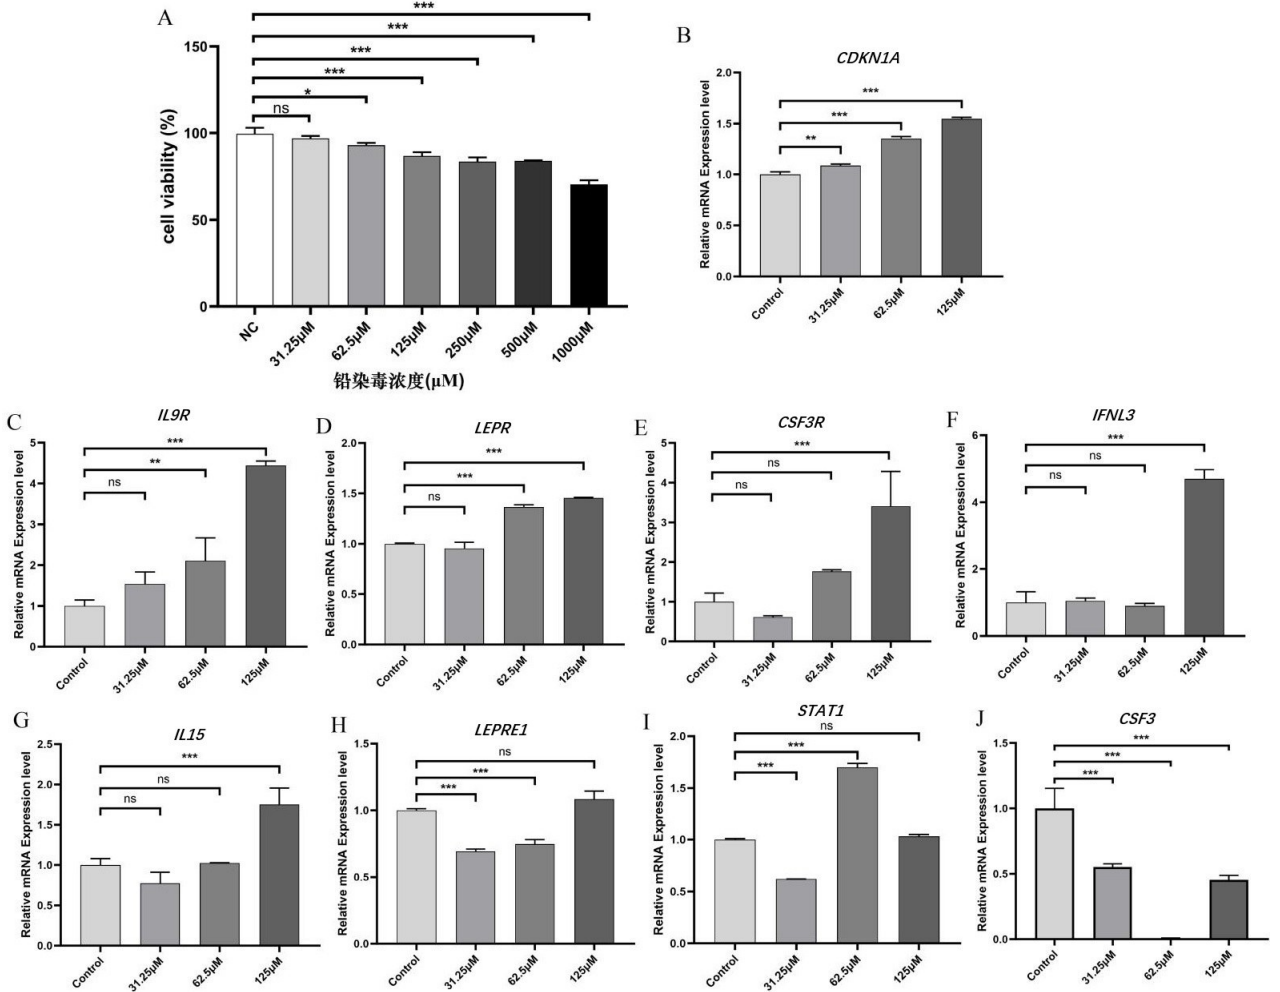 A
***
***
***
***
*
ns
150
100
50
0
cell viability (%)
NC
31.25μM
62.5μM
125μM
250μM
500μM
1000μM
铅染毒浓度(μM)
B
CDKN1A
***
***
**
2.0
1.5
1.0
0.5
0.0
Relative mRNA Expression level
Control
31.25μM
62.5μM
125μM
C
IL9R
***
**
ns
5
4
3
2
1
0
Relative mRNA Expression level
Control
31.25μM
62.5μM
125μM
D
LEPR
***
***
ns
2.0
1.5
1.0
0.5
0.0
Relative mRNA Expression level
Control
31.25μM
62.5μM
125μM
E
CSF3R
***
ns
ns
5
4
3
2
1
0
Relative mRNA Expression level
Control
31.25μM
62.5μM
125μM
F
IFNL3
***
ns
ns
6
4
2
0
Relative mRNA Expression level
Control
31.25μM
62.5μM
125μM
G
IL15
***
ns
ns
2.5
2.0
1.5
1.0
0.5
0.0
Relative mRNA Expression level
Control
31.25μM
62.5μM
125μM
H
LEPRE1
ns
***
***
1.5
1.0
0.5
0.0
Relative mRNA Expression level
Control
31.25μM
62.5μM
125μM
I
STAT1
ns
***
***
2.0
1.5
1.0
0.5
0.0
Relative mRNA Expression level
Control
31.25μM
62.5μM
125μM
J
CSF3
***
***
***
1.5
1.0
0.5
0.0
Relative mRNA Expression level
Control
31.25μM
62.5μM
125μM